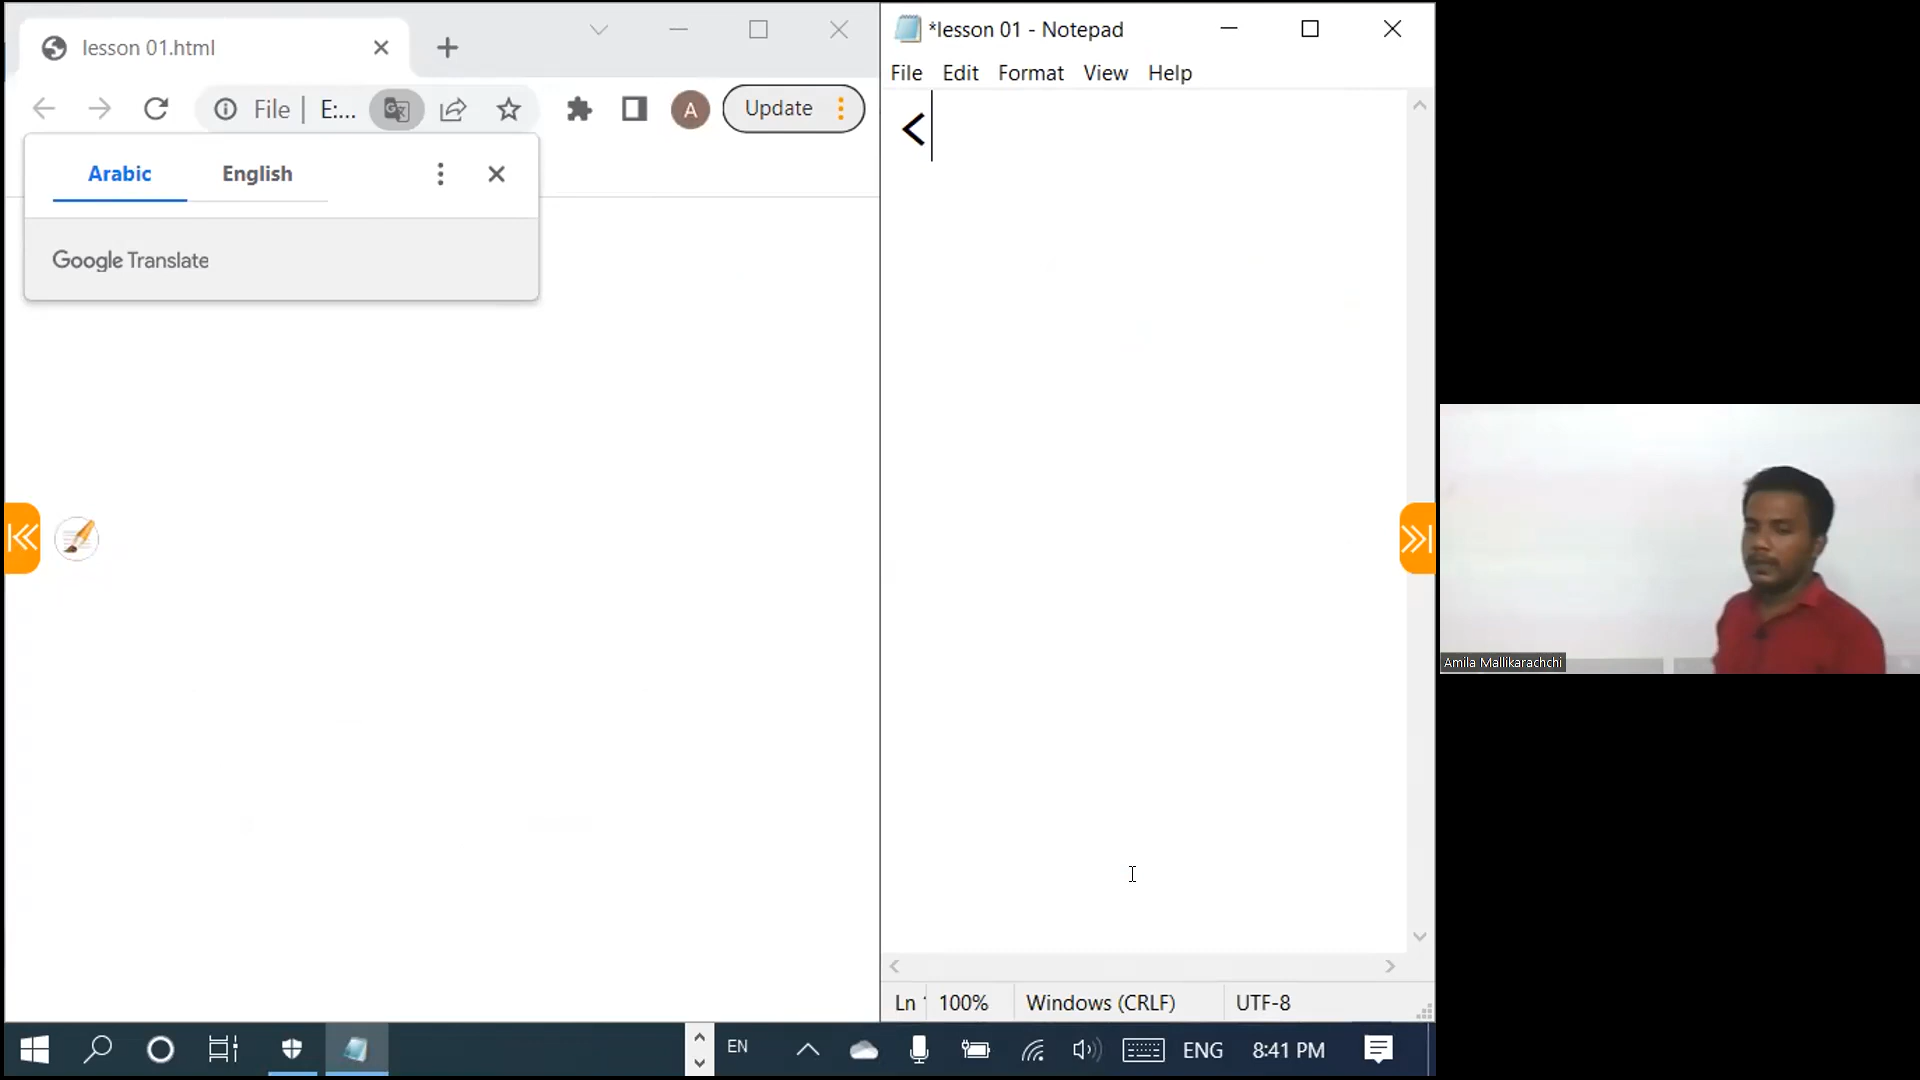 lesson 01.html
*lesson 01 - Notepad
File Edit Format View Help
File E:... A Update
<
Arabic English
Google Translate
Amila Mallikarachchi
Ln 100% Windows (CRLF) UTF-8
EN ENG 8:41 PM